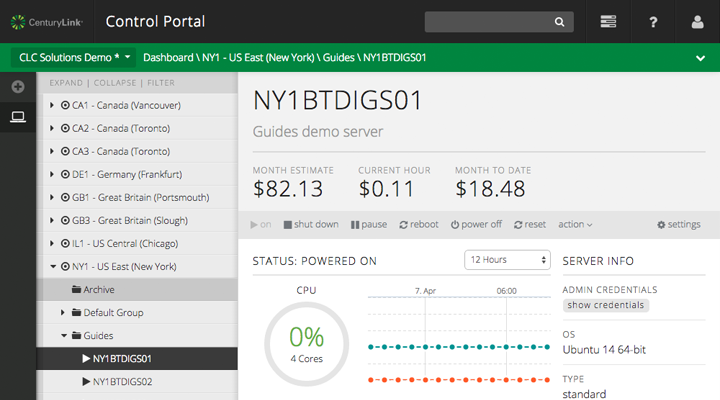 CenturyLink®
Control Portal
?
CLC Solutions Demo *
Dashboard \ NY1 - US East (New York) \ Guides \ NY1BTDIGS01
EXPAND | COLLAPSE | FILTER
CA1 - Canada (Vancouver)
CA2 - Canada (Toronto)
CA3 - Canada (Toronto)
DE1 - Germany (Frankfurt)
GB1 - Great Britain (Portsmouth)
GB3 - Great Britain (Slough)
IL1 - US Central (Chicago)
NY1 - US East (New York)
Archive
Default Group
Guides
NY1BTDIGS01
NY1BTDIGS02
NY1BTDIGS01
Guides demo server
MONTH ESTIMATE
$82.13
CURRENT HOUR
$0.11
MONTH TO DATE
$18.48
on shut down pause reboot power off reset action settings
STATUS: POWERED ON
12 Hours
CPU
0%
4 Cores
7. Apr 06:00
SERVER INFO
ADMIN CREDENTIALS
show credentials
OS
Ubuntu 14 64-bit
TYPE
standard